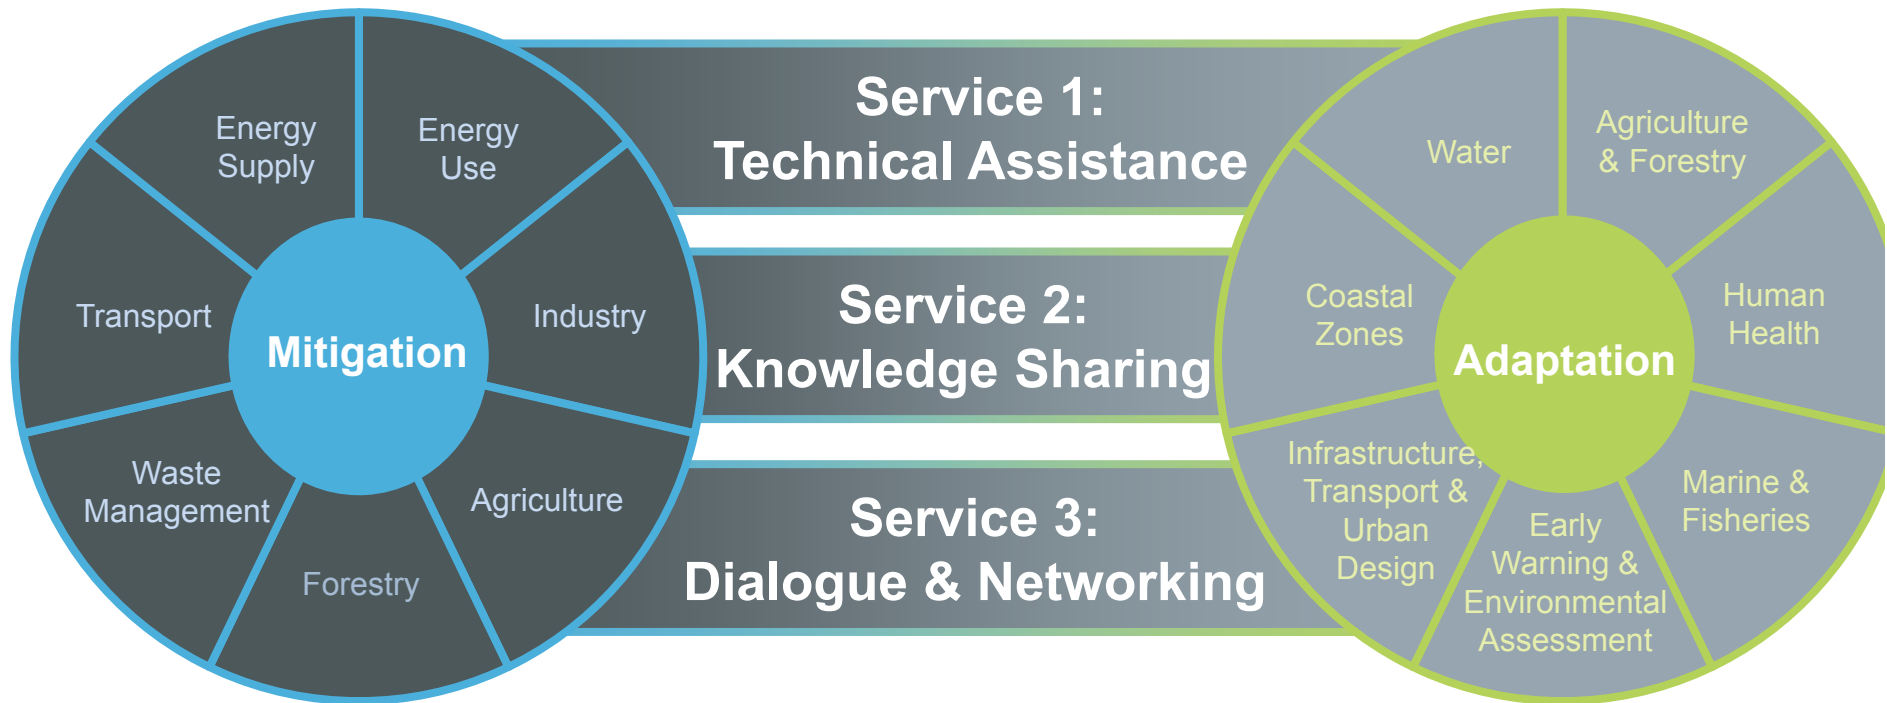 Energy
Supply
Energy
Use
Transport
Industry
Mitigation
Waste
Management
Agriculture
Forestry
Service 1:
Technical Assistance
Service 2:
Knowledge Sharing
Service 3:
Dialogue & Networking
Water
Agriculture
& Forestry
Coastal
Zones
Human
Health
Adaptation
Infrastructure,
Transport &
Urban
Design
Early
Warning &
Environmental
Assessment
Marine &
Fisheries